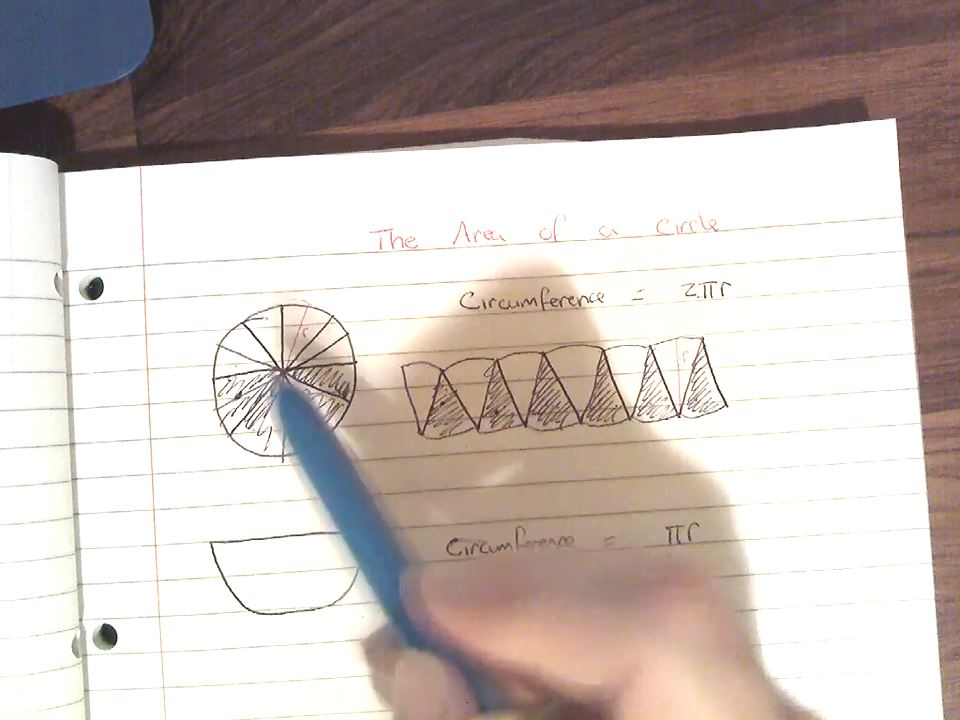 The Area of a Circle
Circumference = 2πr
r
r
Circumference = πr